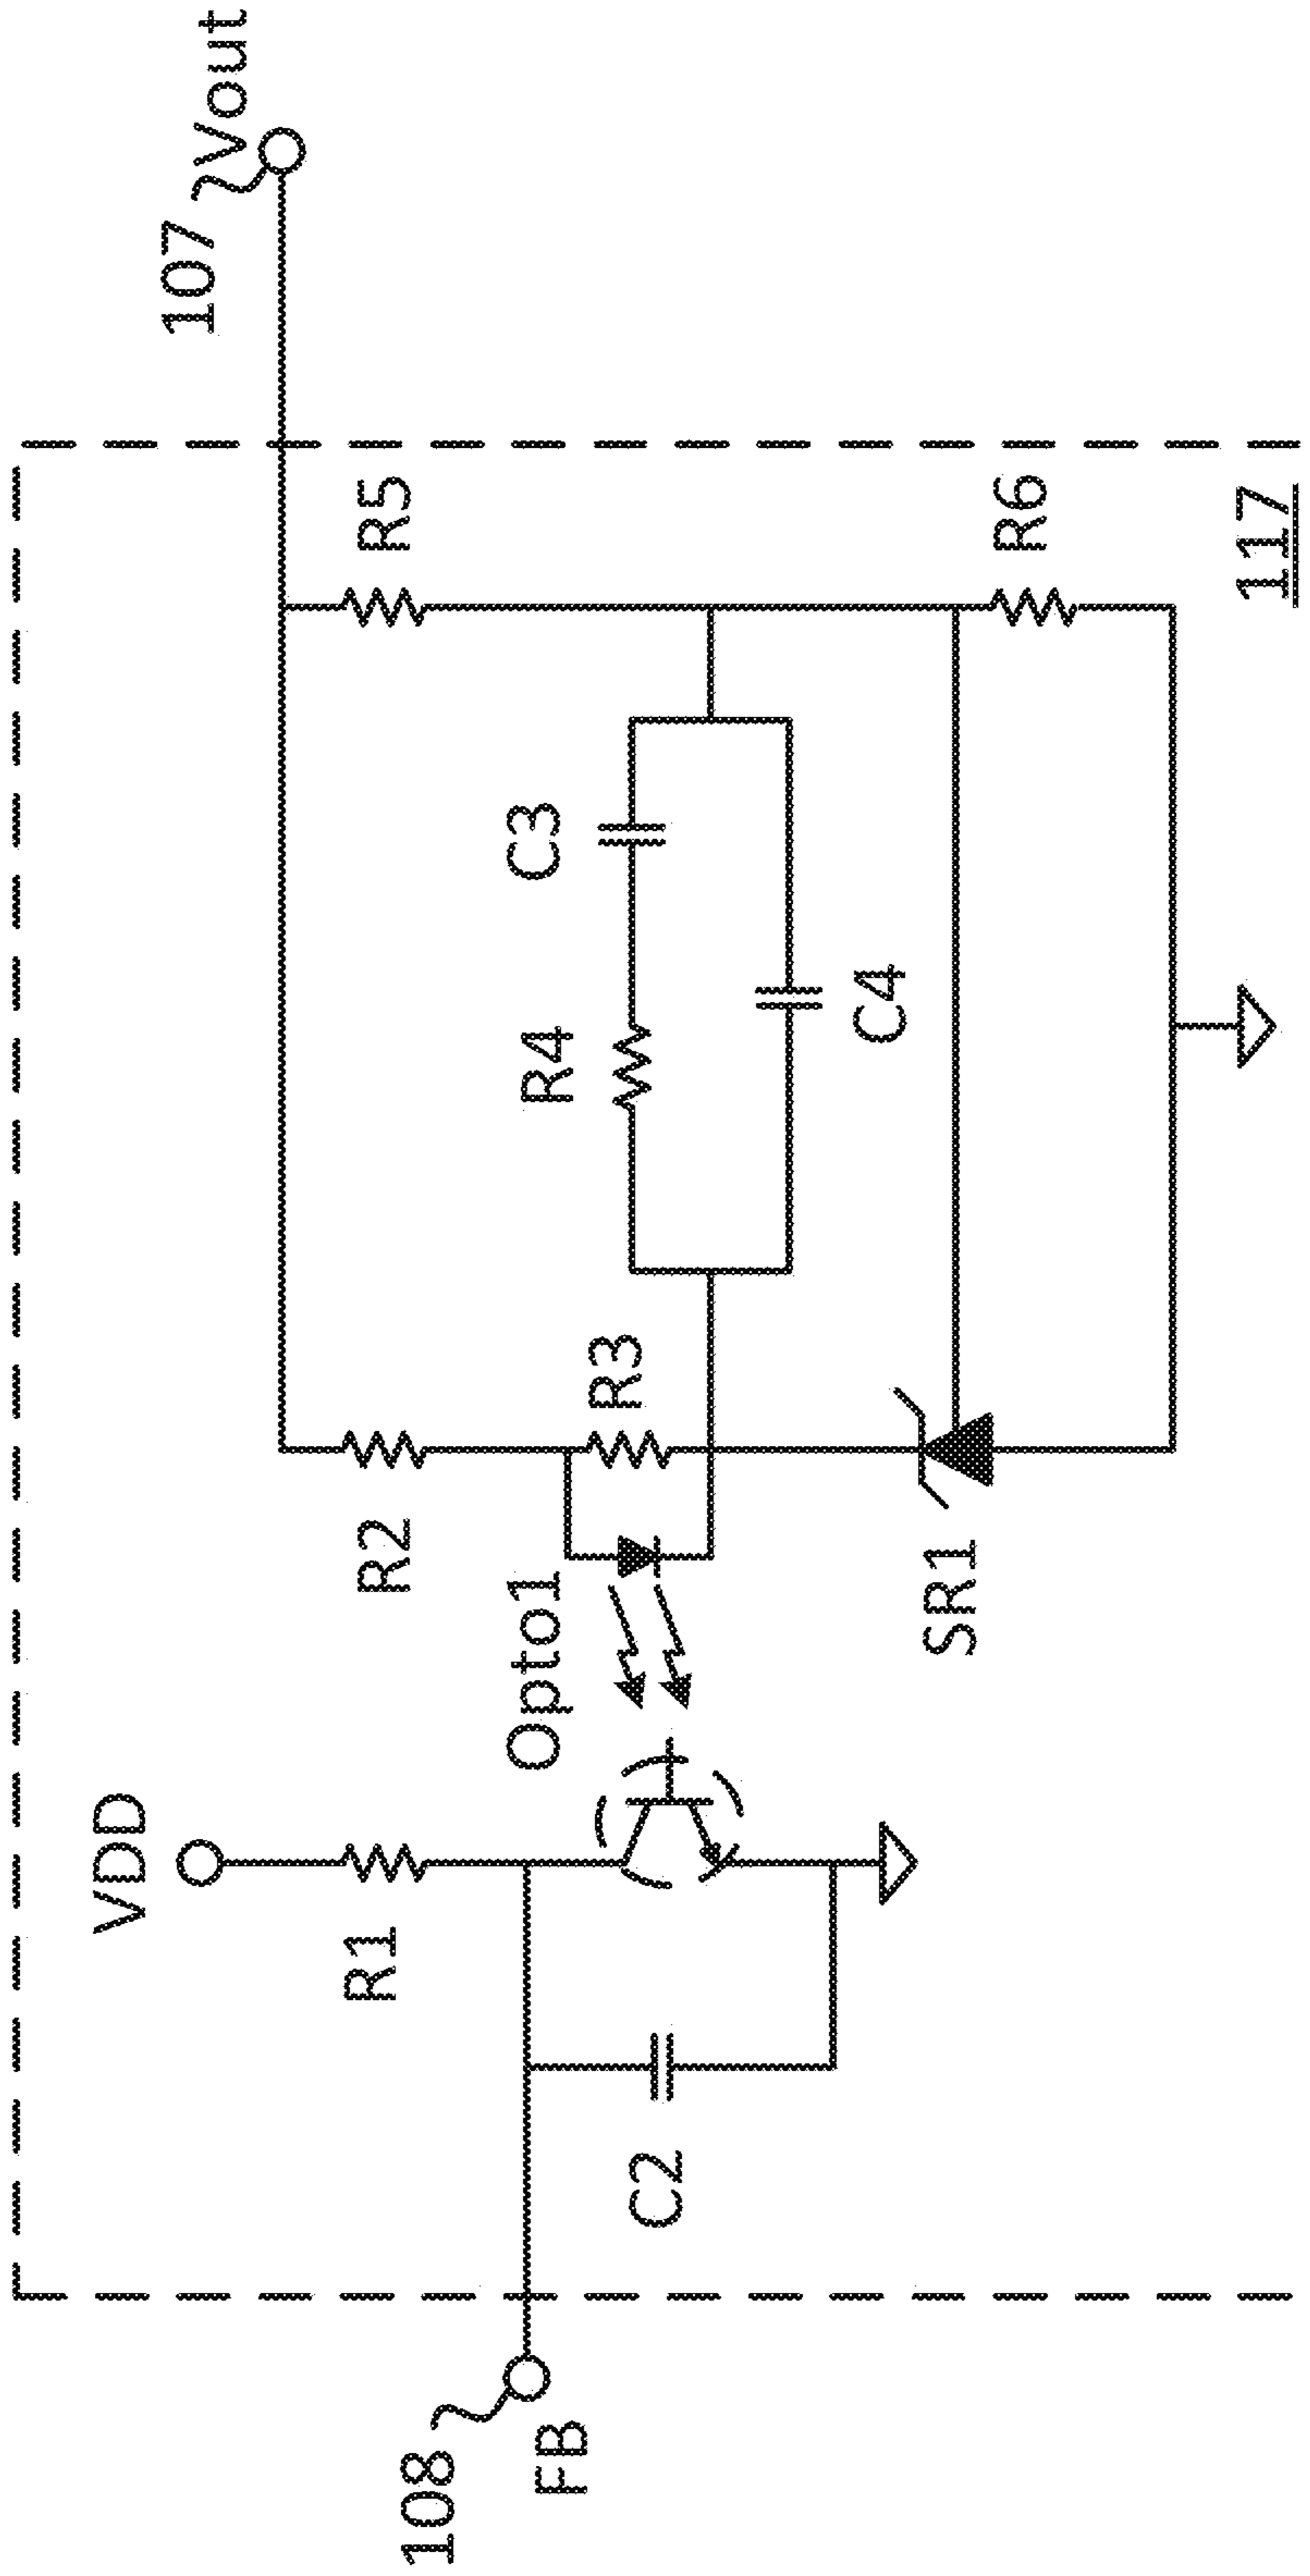 VDD
107
Vout
R1
R2
R5
108
FB
Opto1
R4
C3
R3
C2
C4
SR1
R6
117